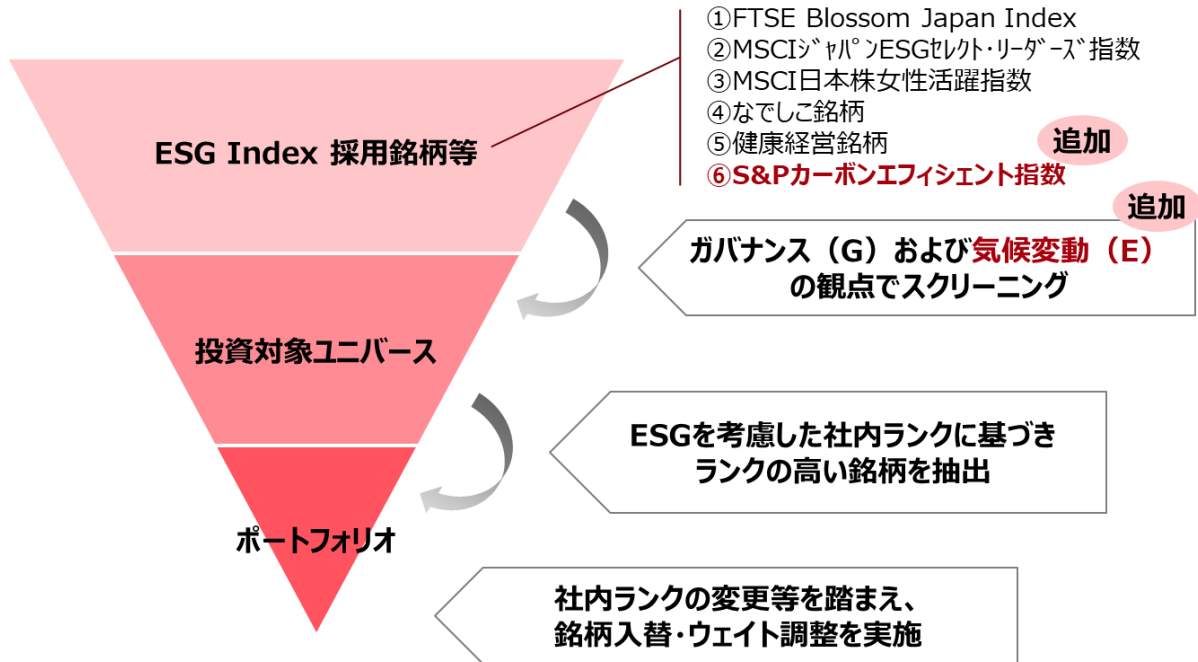 ①FTSE Blossom Japan Index
②MSCIｼﾞｬﾊﾟﾝESGｾﾚｸﾄ・ﾘｰﾀﾞｰｽﾞ指数
③MSCI日本株女性活躍指数
④なでしこ銘柄
⑤健康経営銘柄
追加
⑥S&Pカーボンエフィシェント指数
ESG Index 採用銘柄等
追加
ガバナンス（G）および気候変動（E）
の観点でスクリーニング
投資対象ユニバース
ESGを考慮した社内ランクに基づき
ランクの高い銘柄を抽出
ポートフォリオ
社内ランクの変更等を踏まえ、
銘柄入替・ウェイト調整を実施